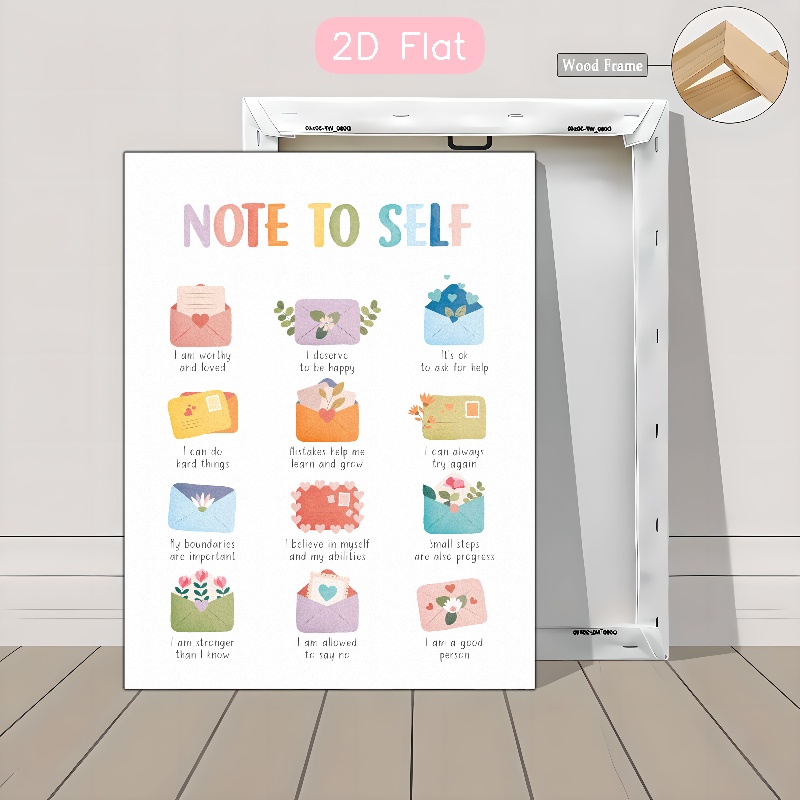 2D Flat
Wood Frame
NOTE TO SELF
I am worthy
and loved
I deserve
to be happy
It's ok
to ask for help
I can do
hard things
Mistakes help me
learn and grow
I can always
try again
My boundaries
are important
I believe in myself
and my abilities
Small steps
are also progress
I am stronger
than I know
I am allowed
to say no
I am a good
person